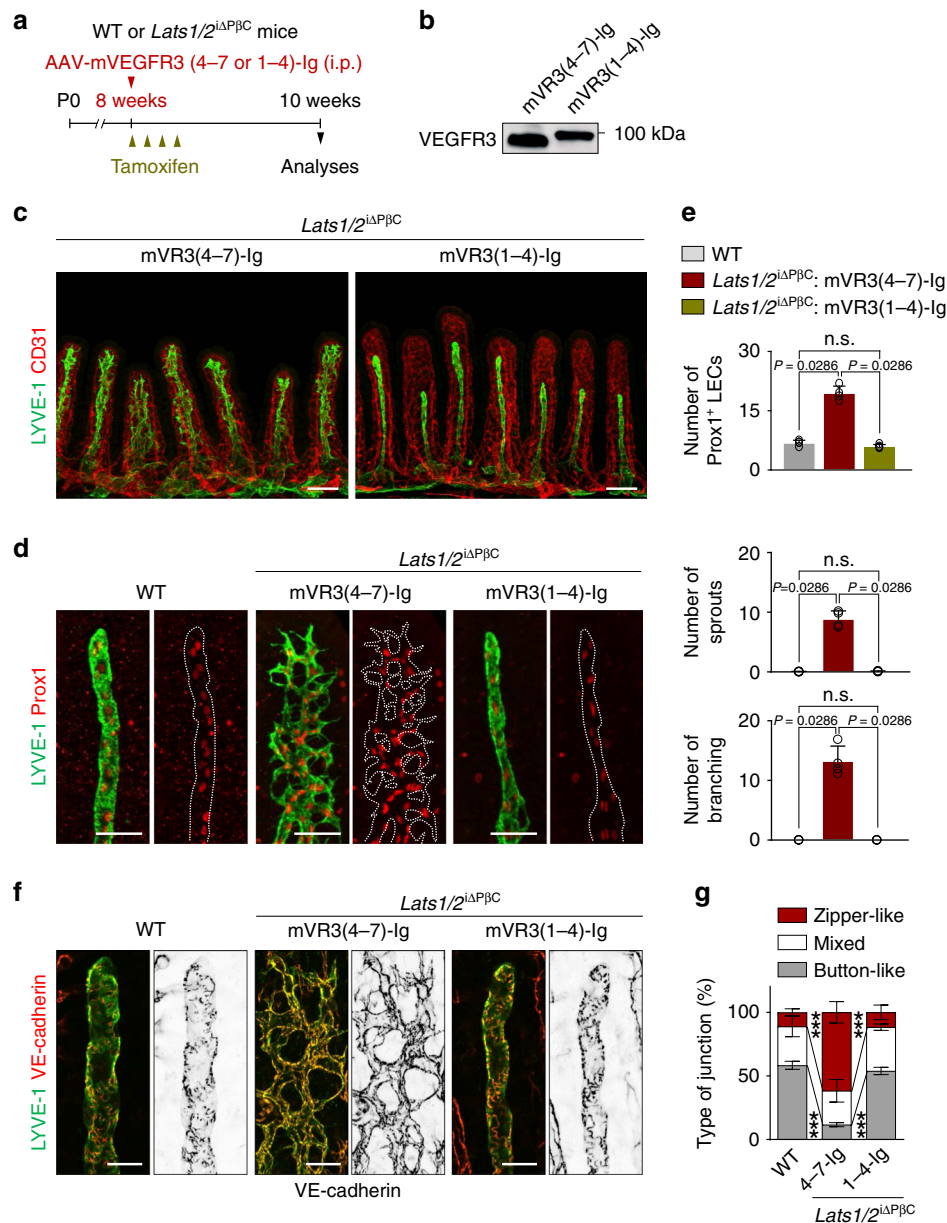 a
WT or Lats1/2iΔPβC mice
AAV-mVEGFR3 (4–7 or 1–4)-Ig (i.p.)
P0 8 weeks 10 weeks
Tamoxifen Analyses
b
mVR3(4–7)-Ig
mVR3(1–4)-Ig
VEGFR3
100 kDa
c
Lats1/2iΔPβC
mVR3(4–7)-Ig mVR3(1–4)-Ig
LYVE-1 CD31
d
Lats1/2iΔPβC
WT mVR3(4–7)-Ig mVR3(1–4)-Ig
LYVE-1 Prox1
e
WT
Lats1/2iΔPβC: mVR3(4–7)-Ig
Lats1/2iΔPβC: mVR3(1–4)-Ig
n.s.
P = 0.0286 P = 0.0286
Number of
Prox1+ LECs
30
15
0
n.s.
P=0.0286 P = 0.0286
Number of
sprouts
20
10
0
n.s.
P = 0.0286 P = 0.0286
Number of
branching
20
10
0
f
Lats1/2iΔPβC
WT mVR3(4–7)-Ig mVR3(1–4)-Ig
LYVE-1 VE-cadherin
VE-cadherin
g
Zipper-like
Mixed
Button-like
Type of junction (%)
100
50
0
*** ***
*** ***
WT
4–7-Ig
1–4-Ig
Lats1/2iΔPβC